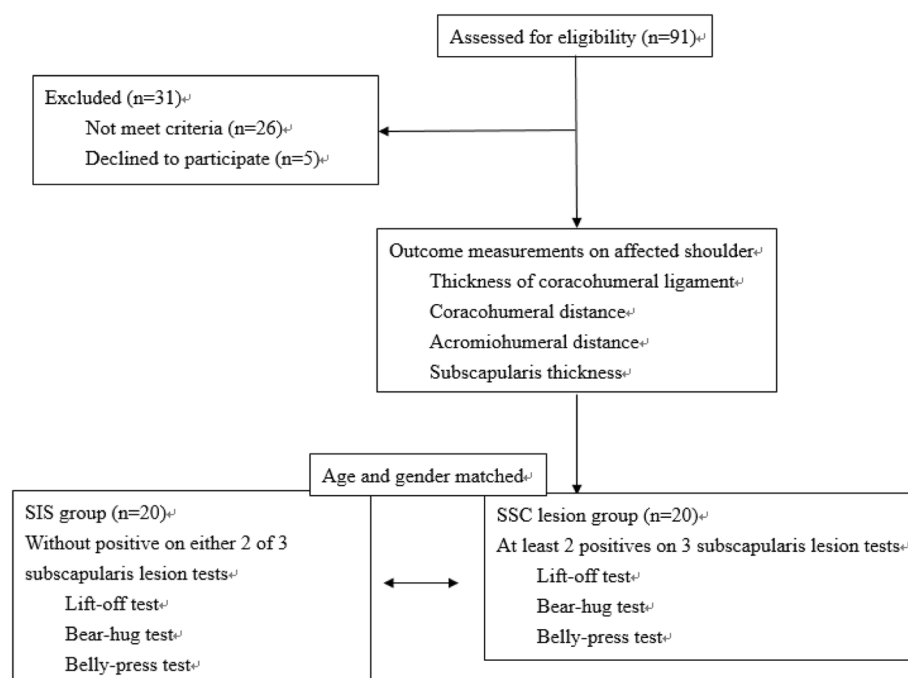 Assessed for eligibility (n=91)
Excluded (n=31)
Not meet criteria (n=26)
Declined to participate (n=5)
Outcome measurements on affected shoulder
Thickness of coracohumeral ligament
Coracohumeral distance
Acromiohumeral distance
Subscapularis thickness
Age and gender matched
SIS group (n=20)
Without positive on either 2 of 3
subscapularis lesion tests
Lift-off test
Bear-hug test
Belly-press test
SSC lesion group (n=20)
At least 2 positives on 3 subscapularis lesion tests
Lift-off test
Bear-hug test
Belly-press test